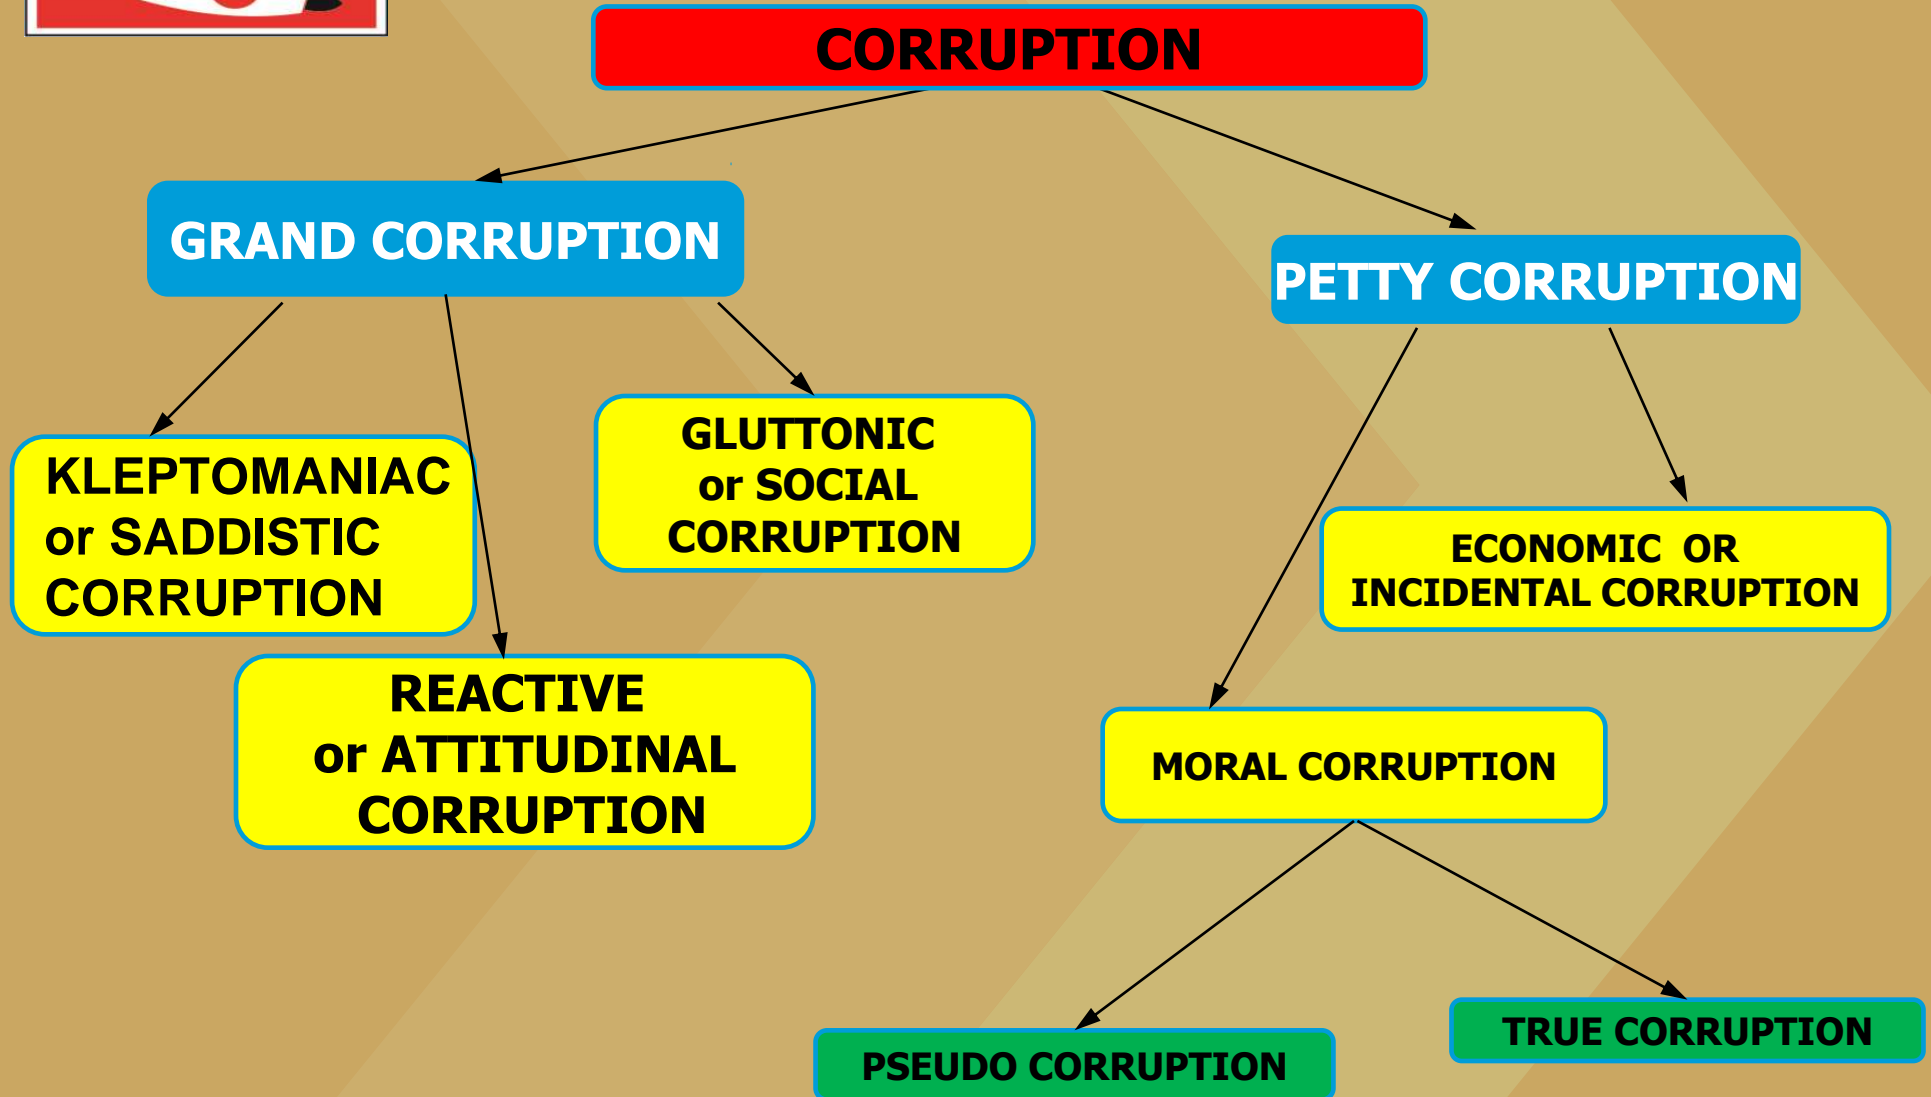 CORRUPTION
GRAND CORRUPTION
PETTY CORRUPTION
KLEPTOMANIAC
or SADDISTIC
CORRUPTION
GLUTTONIC
or SOCIAL
CORRUPTION
REACTIVE
or ATTITUDINAL
CORRUPTION
ECONOMIC OR
INCIDENTAL CORRUPTION
MORAL CORRUPTION
PSEUDO CORRUPTION
TRUE CORRUPTION